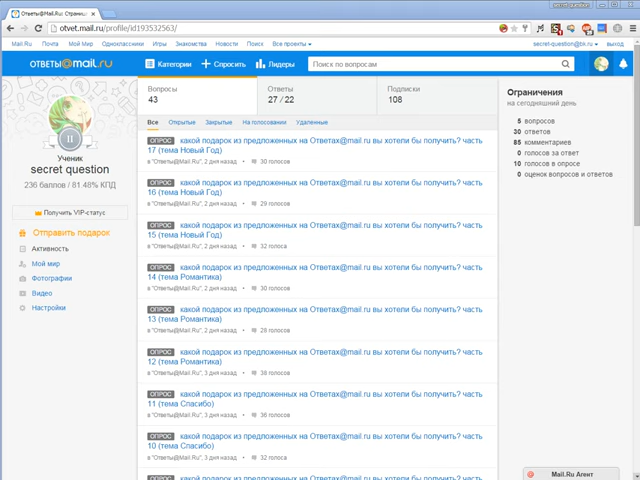 Ответы@Mail.Ru: Страниц
secret-question
otvet.mail.ru/profile/id193532563/
Mail.Ru Почта Мой Мир Одноклассники Игры Знакомства Новости Поиск Все проекты
secret-question@bk.ru выход
ответы@mail.ru Категории Спросить Лидеры Поиск по вопросам
Вопросы
43
Ответы
27 / 22
Подписки
108
Все Открытые Закрытые На голосовании Удаленные
II
Ученик
secret question
236 баллов / 81.48% КПД
Получить VIP-статус
Отправить подарок
Активность
Мой мир
Фотографии
Видео
Настройки
ОПРОС какой подарок из предложенных на Ответах@mail.ru вы хотели бы получить? часть
17 (тема Новый Год)
в "Ответы@Mail.Ru", 2 дня назад • 30 голосов
ОПРОС какой подарок из предложенных на Ответах@mail.ru вы хотели бы получить? часть
16 (тема Новый Год)
в "Ответы@Mail.Ru", 2 дня назад • 29 голосов
ОПРОС какой подарок из предложенных на Ответах@mail.ru вы хотели бы получить? часть
15 (тема Новый Год)
в "Ответы@Mail.Ru", 2 дня назад • 32 голоса
ОПРОС какой подарок из предложенных на Ответах@mail.ru вы хотели бы получить? часть
14 (тема Романтика)
в "Ответы@Mail.Ru", 2 дня назад • 30 голосов
ОПРОС какой подарок из предложенных на Ответах@mail.ru вы хотели бы получить? часть
13 (тема Романтика)
в "Ответы@Mail.Ru", 2 дня назад • 28 голосов
ОПРОС какой подарок из предложенных на Ответах@mail.ru вы хотели бы получить? часть
12 (тема Романтика)
в "Ответы@Mail.Ru", 3 дня назад • 38 голосов
ОПРОС какой подарок из предложенных на Ответах@mail.ru вы хотели бы получить? часть
11 (тема Спасибо)
в "Ответы@Mail.Ru", 3 дня назад • 36 голосов
ОПРОС какой подарок из предложенных на Ответах@mail.ru вы хотели бы получить? часть
10 (тема Спасибо)
в "Ответы@Mail.Ru", 3 дня назад • 32 голоса
ОПРОС какой подарок из предложенных на Ответах@mail.ru вы хотели бы получить? часть
Ограничения
на сегодняшний день
5 вопросов
30 ответов
85 комментариев
0 голосов за ответ
10 голосов в опросе
0 оценок вопросов и ответов
Mail.Ru Агент